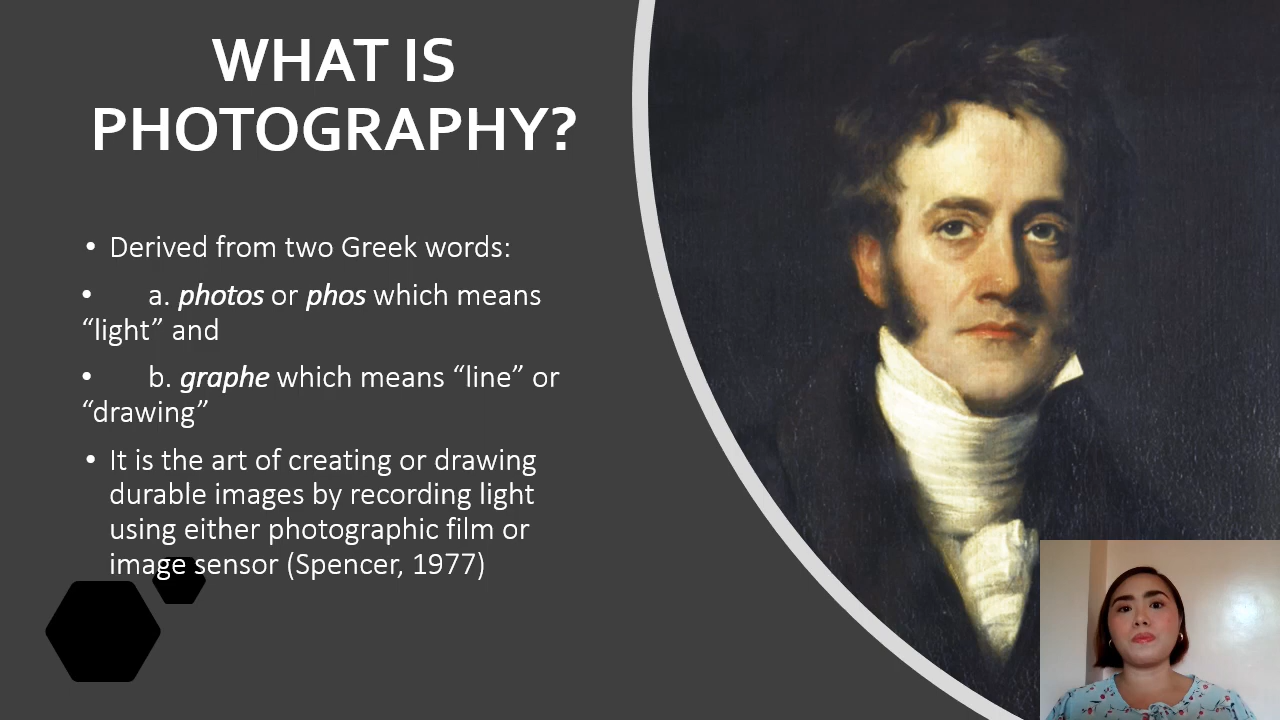 WHAT IS
PHOTOGRAPHY?
• Derived from two Greek words:
• a. photos or phos which means
“light” and
• b. graphe which means “line” or
“drawing”
• It is the art of creating or drawing
durable images by recording light
using either photographic film or
image sensor (Spencer, 1977)